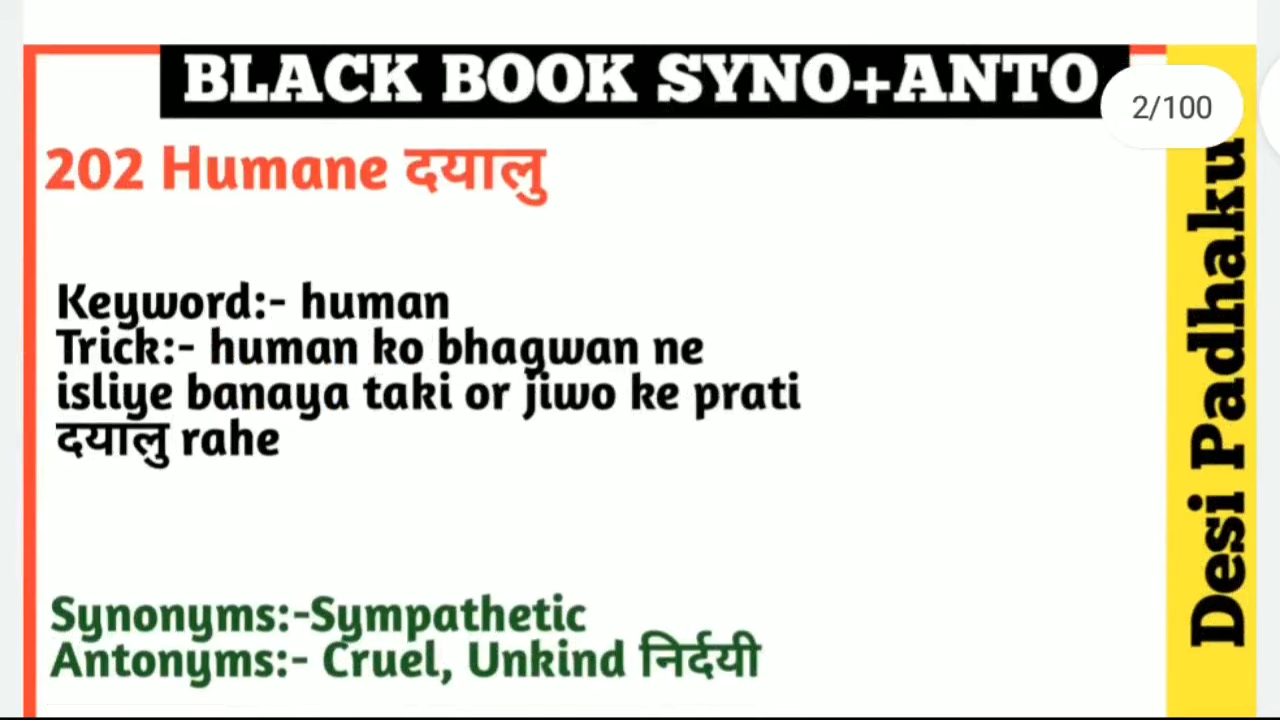 BLACK BOOK SYNO+ANTO
2/100
202 Humane दयालु
Keyword:- human
Trick:- human ko bhagwan ne
isliye banaya taki or jiwo ke prati
दयालु rahe
Synonyms:-Sympathetic
Antonyms:- Cruel, Unkind निर्दयी
Desi Padhaku